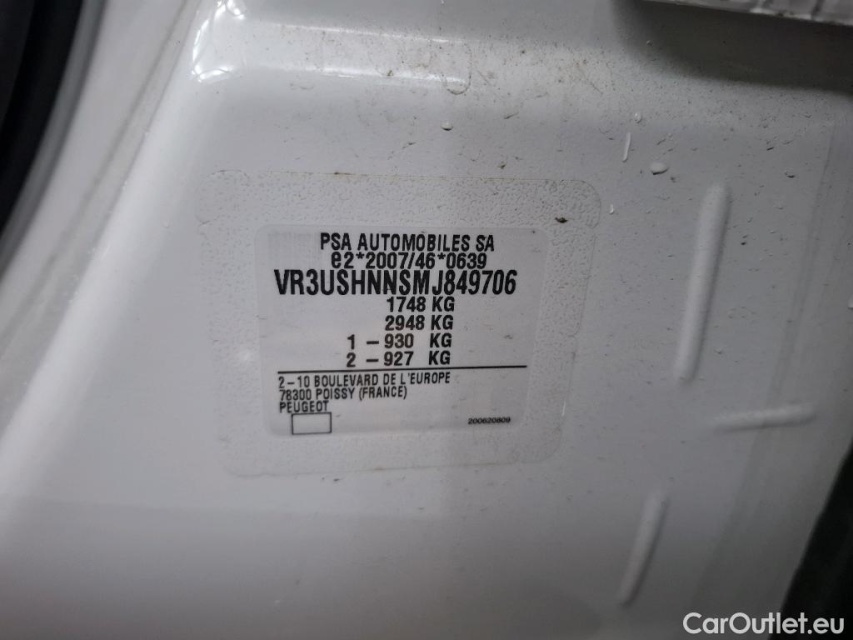 PSA AUTOMOBILES SA
e2*2007/46*0639
VR3USHNNSMJ849706
1748 KG
2948 KG
1 - 930 KG
2 - 927 KG
2-10 BOULEVARD DE L'EUROPE
78300 POISSY (FRANCE)
PEUGEOT
200620809
CarOutlet.eu